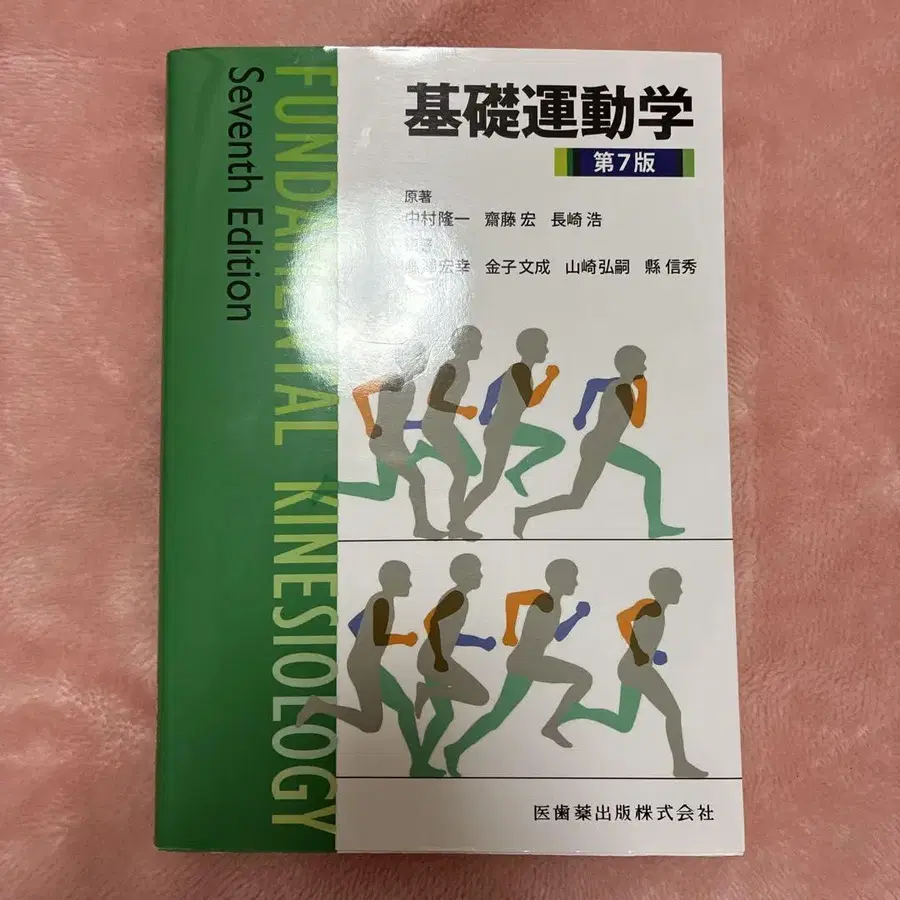 基礎運動学
第7版
原著
中村隆一 齋藤 宏 長崎 浩
宏幸 金子文成 山崎弘嗣 縣 信秀
FUNDAMENTAL KINESIOLOGY
Seventh Edition
医歯薬出版株式会社